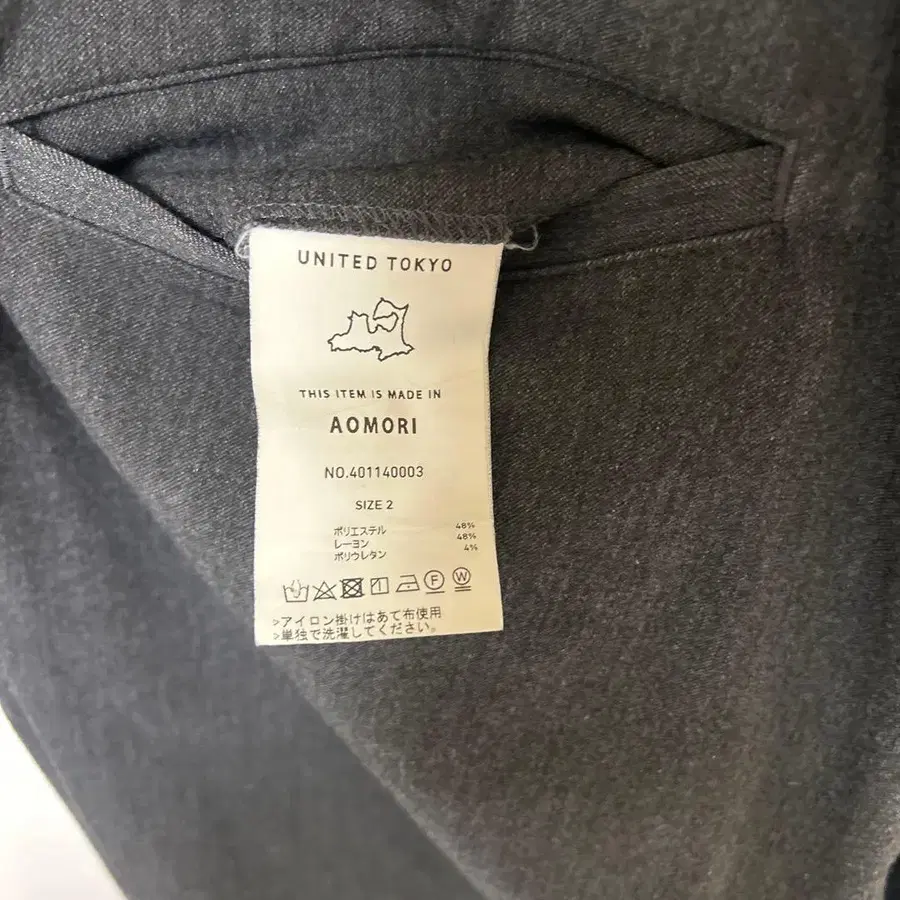 UNITED TOKYO
THIS ITEM IS MADE IN
AOMORI
NO.401140003
SIZE 2
ポリエステル 48%
レーヨン 48%
ポリウレタン 4%
F W
>アイロン掛けはあて布使用
>単独で洗濯してください。